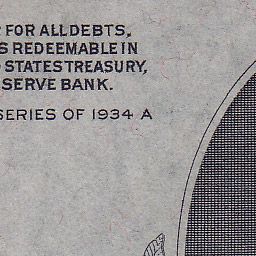 FOR ALL DEBTS,
REDEEMABLE IN
STATES TREASURY,
SERVE BANK.
SERIES OF 1934 A